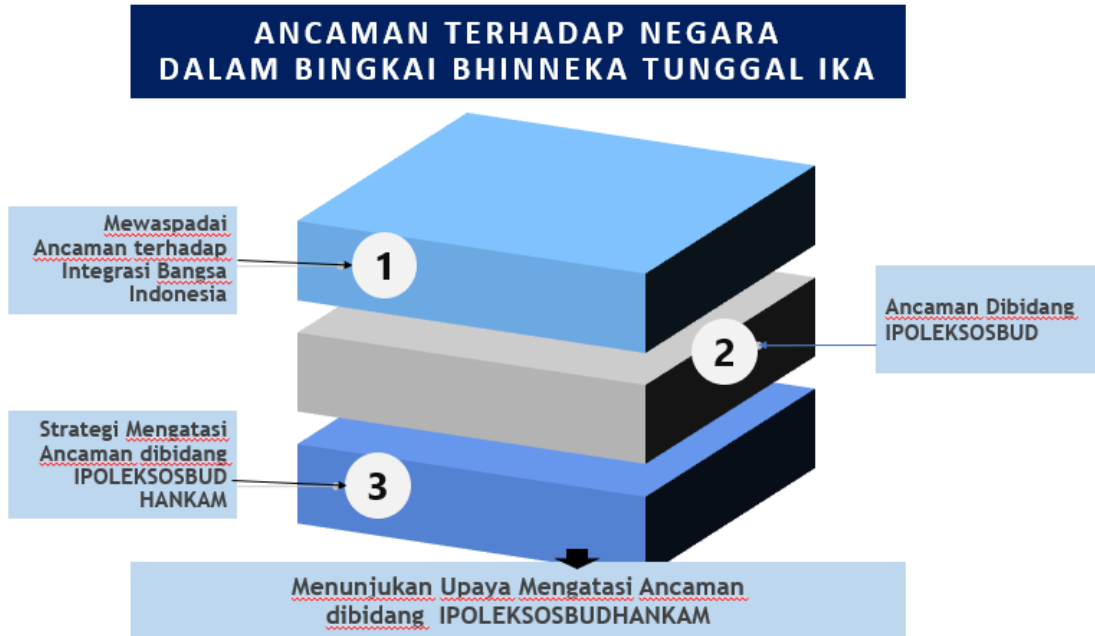 ANCAMAN TERHADAP NEGARA
DALAM BINGKAI BHINNEKA TUNGGAL IKA
Mewaspadai
Ancaman terhadap
Integrasi Bangsa
Indonesia
1
2
Ancaman Dibidang
IPOLEKSOSBUD
Strategi Mengatasi
Ancaman dibidang
IPOLEKSOSBUD
HANKAM
3
Menunjukan Upaya Mengatasi Ancaman
dibidang IPOLEKSOSBUDHANKAM